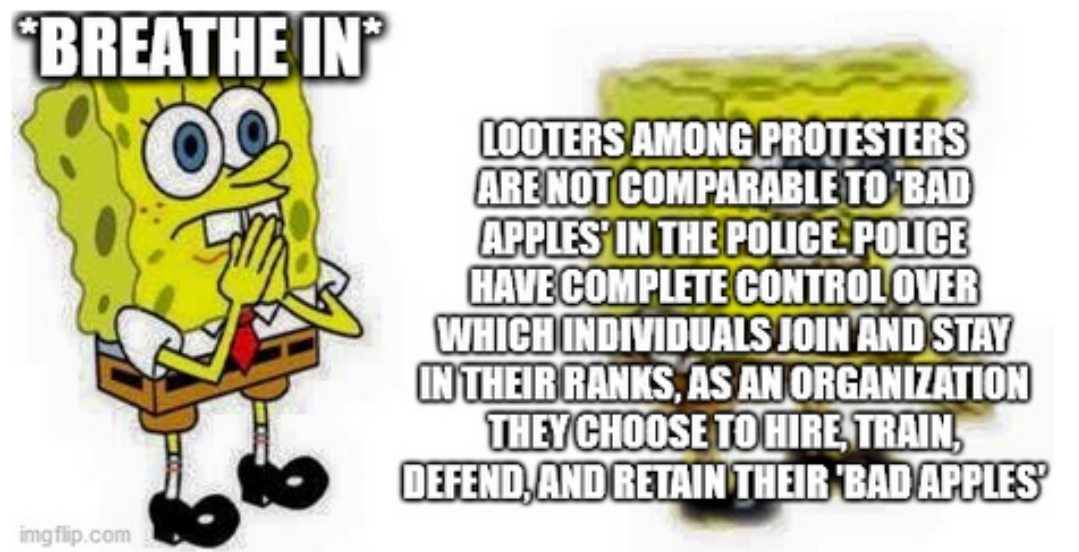 *BREATHE IN*
LOOTERS AMONG PROTESTERS
ARE NOT COMPARABLE TO 'BAD
APPLES' IN THE POLICE. POLICE
HAVE COMPLETE CONTROL OVER
WHICH INDIVIDUALS JOIN AND STAY
IN THEIR RANKS, AS AN ORGANIZATION
THEY CHOOSE TO HIRE, TRAIN,
DEFEND, AND RETAIN THEIR 'BAD APPLES'
imgflip.com